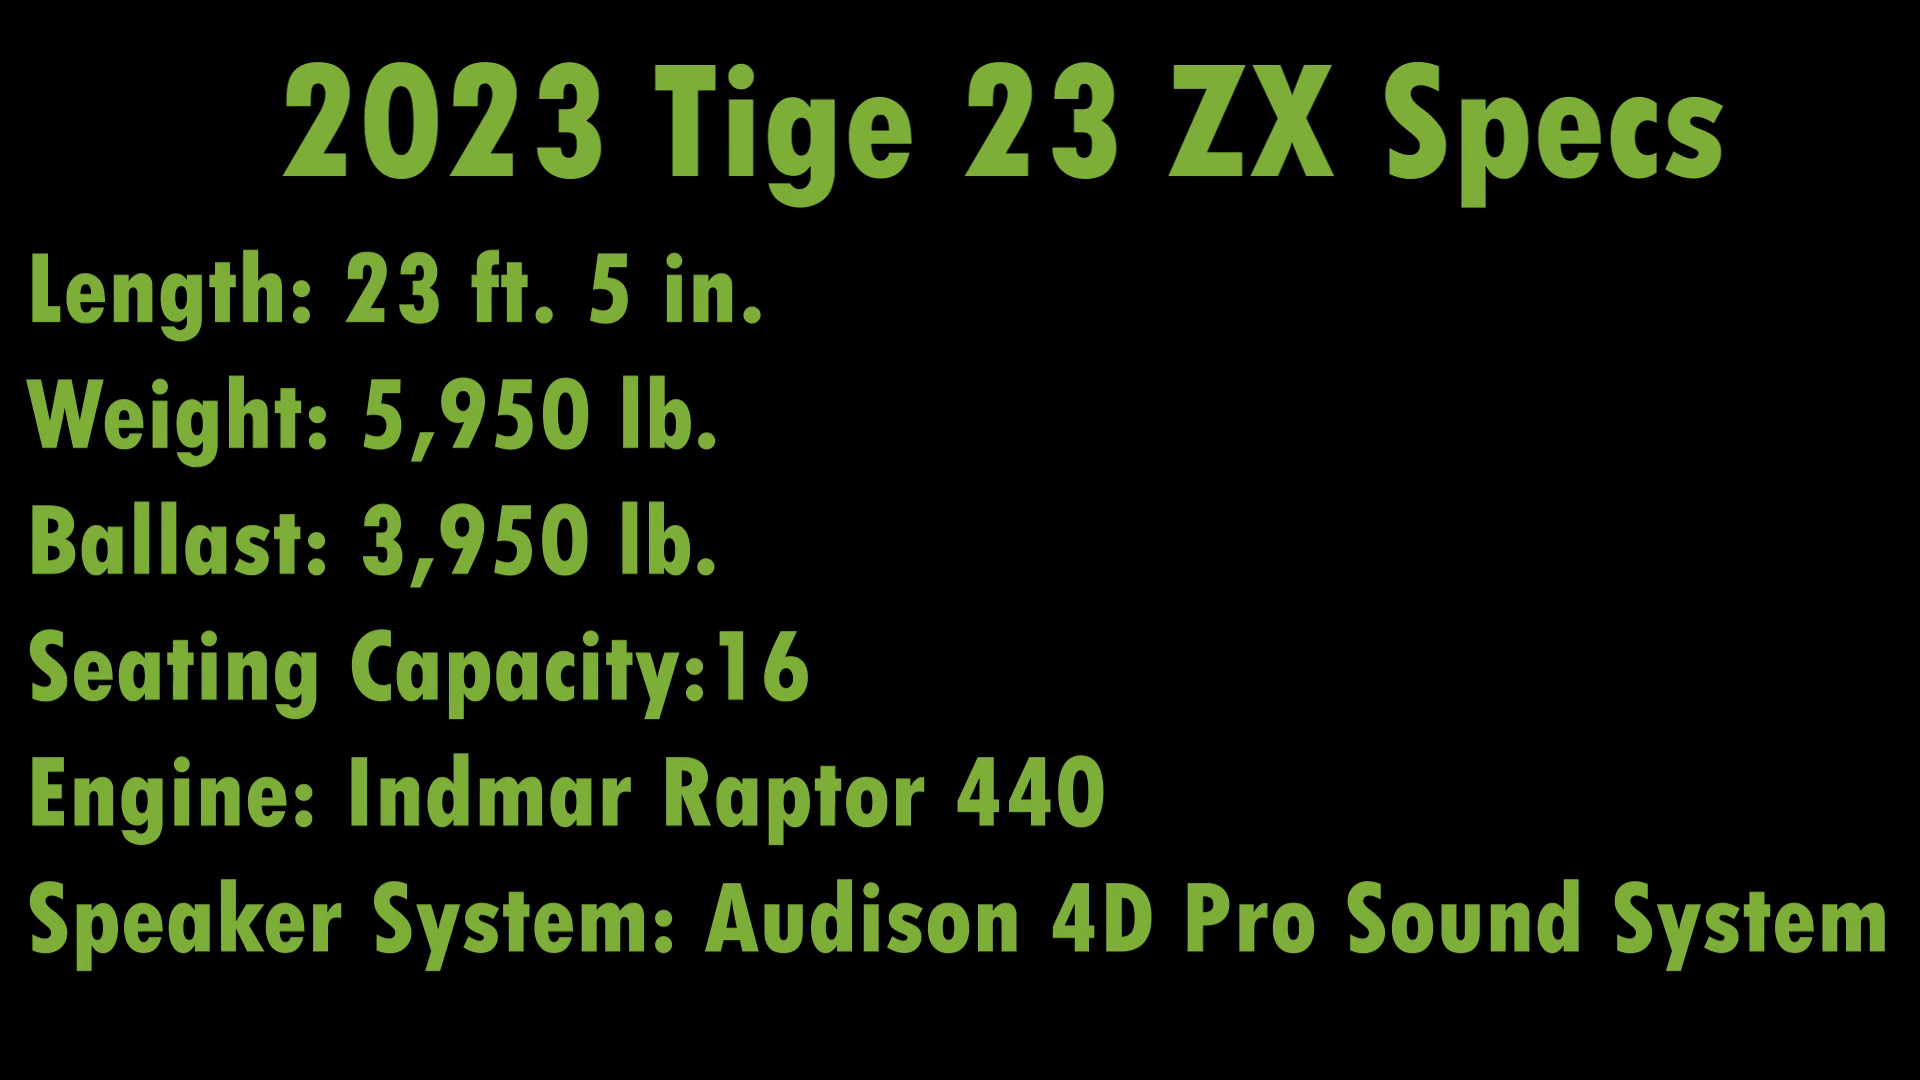 2023 Tige 23 ZX Specs
Length: 23 ft. 5 in.
Weight: 5,950 lb.
Ballast: 3,950 lb.
Seating Capacity:16
Engine: Indmar Raptor 440
Speaker System: Audison 4D Pro Sound System